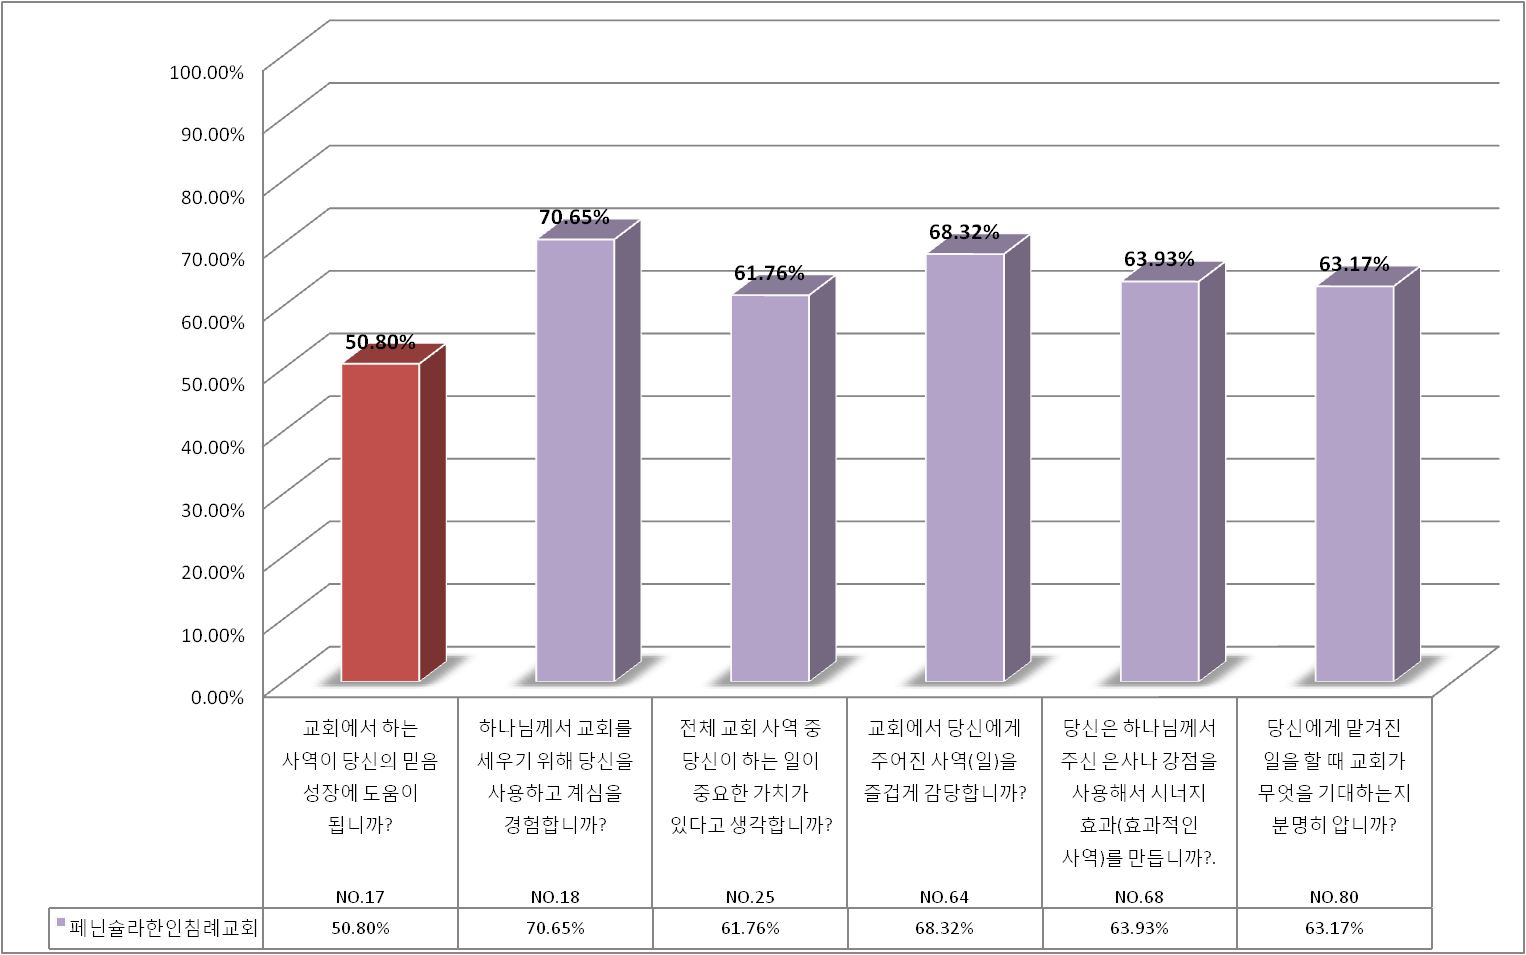 100.00%
90.00%
80.00%
70.00%
60.00%
50.00%
40.00%
30.00%
20.00%
10.00%
0.00%
50.80%
70.65%
61.76%
68.32%
63.93%
63.17%
교회에서 하는
사역이 당신의 믿음
성장에 도움이
됩니까?
NO.17
하나님께서 교회를
세우기 위해 당신을
사용하고 계심을
경험합니까?
NO.18
전체 교회 사역 중
당신이 하는 일이
중요한 가치가
있다고 생각합니까?
NO.25
교회에서 당신에게
주어진 사역(일)을
즐겁게 감당합니까?
NO.64
당신은 하나님께서
주신 은사나 강점을
사용해서 시너지
효과(효과적인
사역)를 만듭니까?.
NO.68
당신에게 맡겨진
일을 할 때 교회가
무엇을 기대하는지
분명히 압니까?
NO.80
페닌슐라한인침례교회
50.80%
70.65%
61.76%
68.32%
63.93%
63.17%